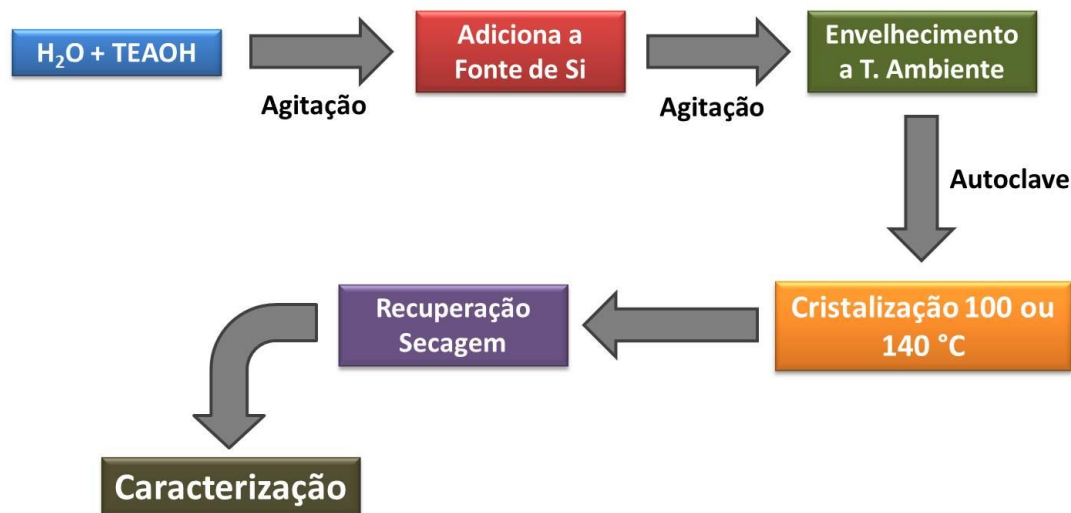 H₂O + TEAOH
Agitação
Adiciona a
Fonte de Si
Agitação
Envelhecimento
a T. Ambiente
Autoclave
Cristalização 100 ou
140 °C
Recuperação
Secagem
Caracterização